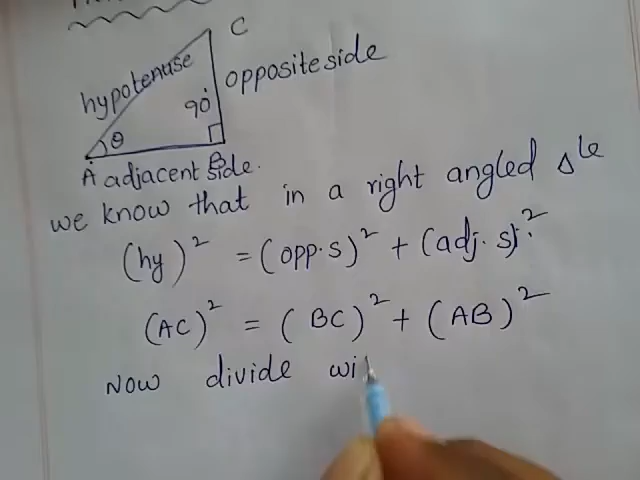 C
hypotenuse
opposite side
90°
θ
A adjacent side.
B
we know that in a right angled Δle
(hy)² = (opp.s)² + (adj.s)².
(AC)² = (BC)² + (AB)²
Now divide wi